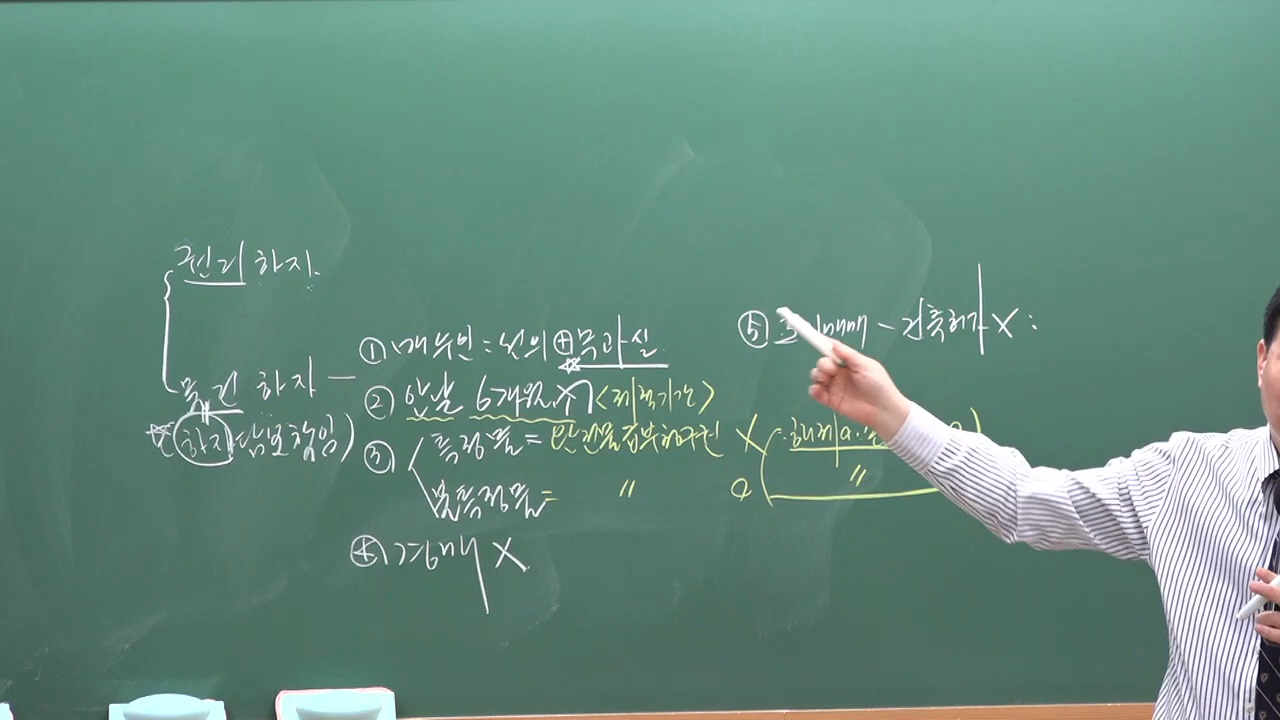 권리 하자
물건 하자 —
(하자담보책임)
① 매수인 = 선의 ⊕ 무과실
② 안날 6개월 內 <제척기간>
③ 특정물 = 완전물급부청구권 X (해제
불특정물 = 〃 O 〃
④ 경매 X
⑤ 매매 - 건축허가 X :